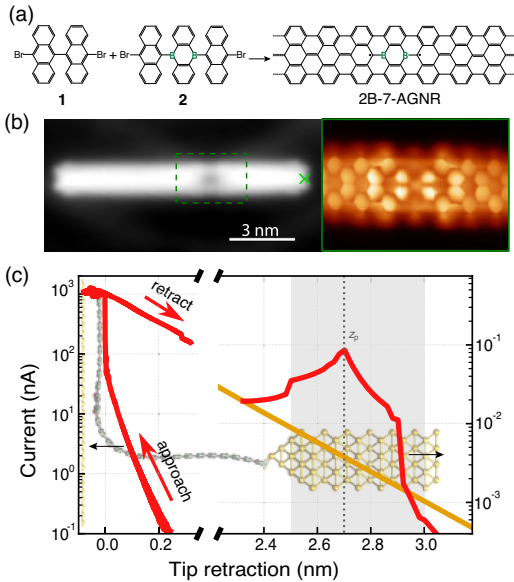 (a)
Br Br + Br B B Br
B B
1 2 2B-7-AGNR
(b)
3 nm
(c)
10³
10²
10¹
10⁰
10⁻¹
Current (nA)
retract
approach
zₚ
10⁻¹
10⁻²
10⁻³
0.0 0.2 2.4 2.6 2.8 3.0
Tip retraction (nm)